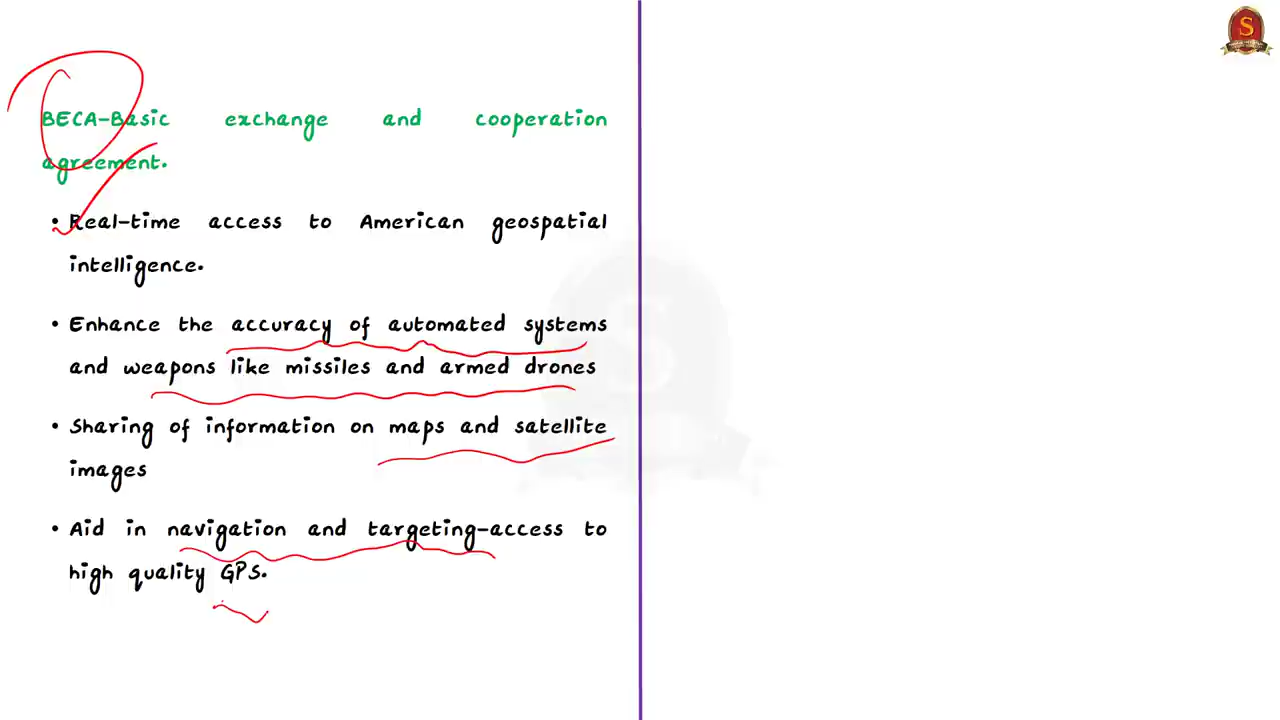 BECA-Basic exchange and cooperation
agreement.
• Real-time access to American geospatial
intelligence.
• Enhance the accuracy of automated systems
and weapons like missiles and armed drones
• Sharing of information on maps and satellite
images
• Aid in navigation and targeting-access to
high quality GPS.
S